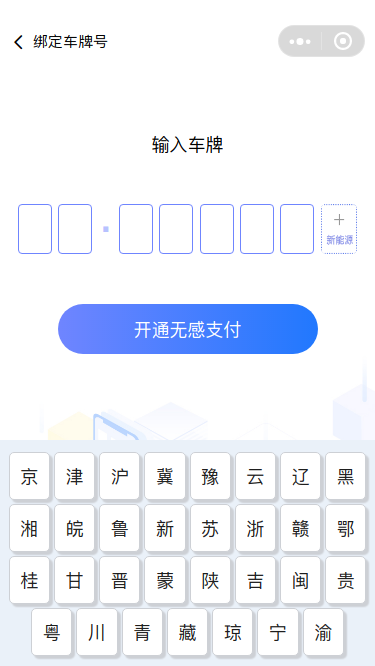 绑定车牌号
输入车牌
新能源
开通无感支付
京 津 沪 冀 豫 云 辽 黑
湘 皖 鲁 新 苏 浙 赣 鄂
桂 甘 晋 蒙 陕 吉 闽 贵
粤 川 青 藏 琼 宁 渝